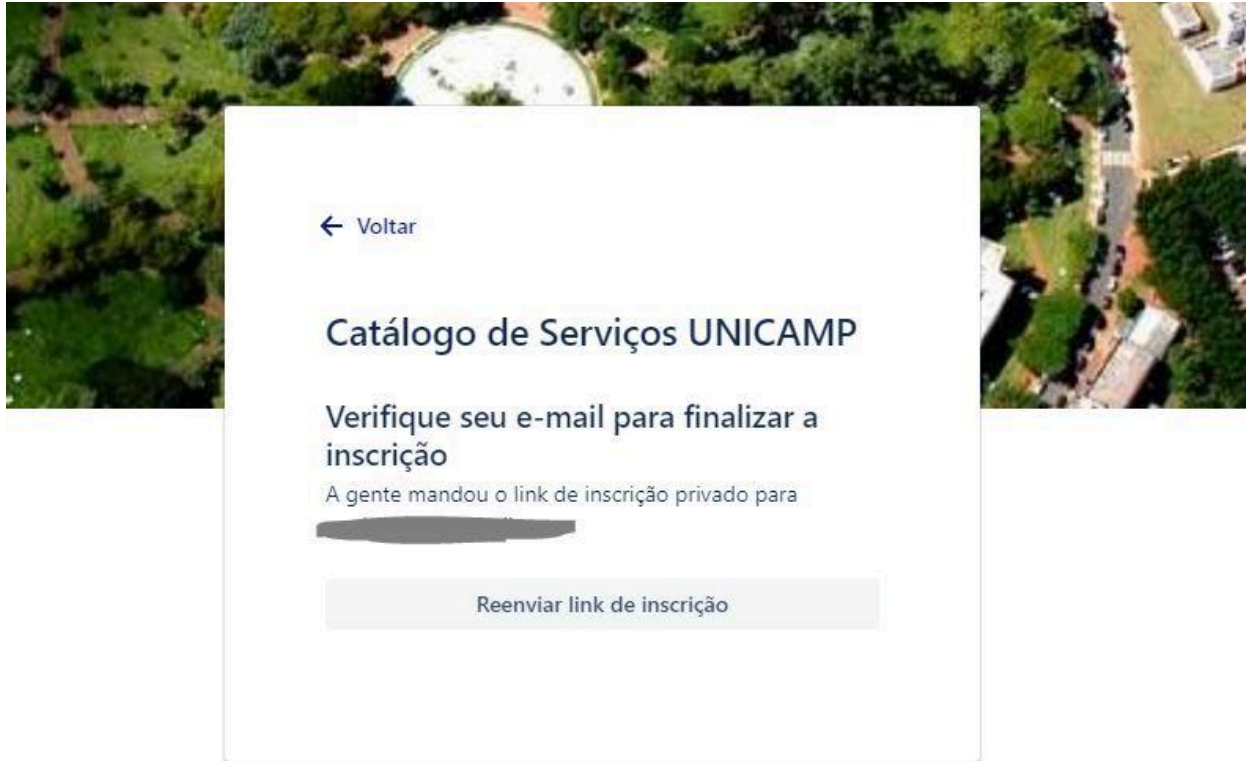 ← Voltar
Catálogo de Serviços UNICAMP
Verifique seu e-mail para finalizar a
inscrição
A gente mandou o link de inscrição privado para
Reenviar link de inscrição